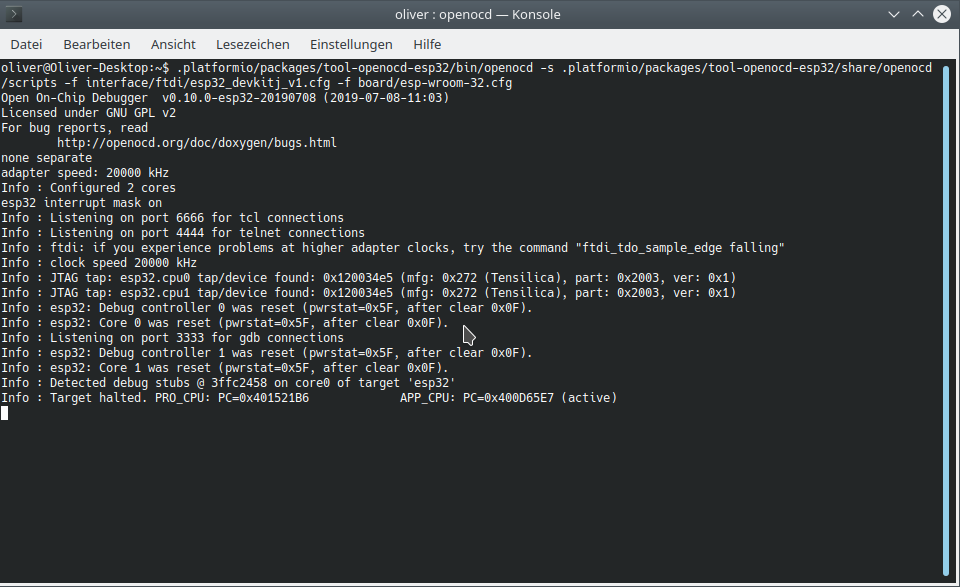 oliver : openocd — Konsole
Datei Bearbeiten Ansicht Lesezeichen Einstellungen Hilfe
oliver@Oliver-Desktop:~$ .platformio/packages/tool-openocd-esp32/bin/openocd -s .platformio/packages/tool-openocd-esp32/share/openocd
/scripts -f interface/ftdi/esp32_devkitj_v1.cfg -f board/esp-wroom-32.cfg
Open On-Chip Debugger  v0.10.0-esp32-20190708 (2019-07-08-11:03)
Licensed under GNU GPL v2
For bug reports, read
        http://openocd.org/doc/doxygen/bugs.html
none separate
adapter speed: 20000 kHz
Info : Configured 2 cores
esp32 interrupt mask on
Info : Listening on port 6666 for tcl connections
Info : Listening on port 4444 for telnet connections
Info : ftdi: if you experience problems at higher adapter clocks, try the command "ftdi_tdo_sample_edge falling"
Info : clock speed 20000 kHz
Info : JTAG tap: esp32.cpu0 tap/device found: 0x120034e5 (mfg: 0x272 (Tensilica), part: 0x2003, ver: 0x1)
Info : JTAG tap: esp32.cpu1 tap/device found: 0x120034e5 (mfg: 0x272 (Tensilica), part: 0x2003, ver: 0x1)
Info : esp32: Debug controller 0 was reset (pwrstat=0x5F, after clear 0x0F).
Info : esp32: Core 0 was reset (pwrstat=0x5F, after clear 0x0F).
Info : Listening on port 3333 for gdb connections
Info : esp32: Debug controller 1 was reset (pwrstat=0x5F, after clear 0x0F).
Info : esp32: Core 1 was reset (pwrstat=0x5F, after clear 0x0F).
Info : Detected debug stubs @ 3ffc2458 on core0 of target 'esp32'
Info : Target halted. PRO_CPU: PC=0x401521B6             APP_CPU: PC=0x400D65E7 (active)